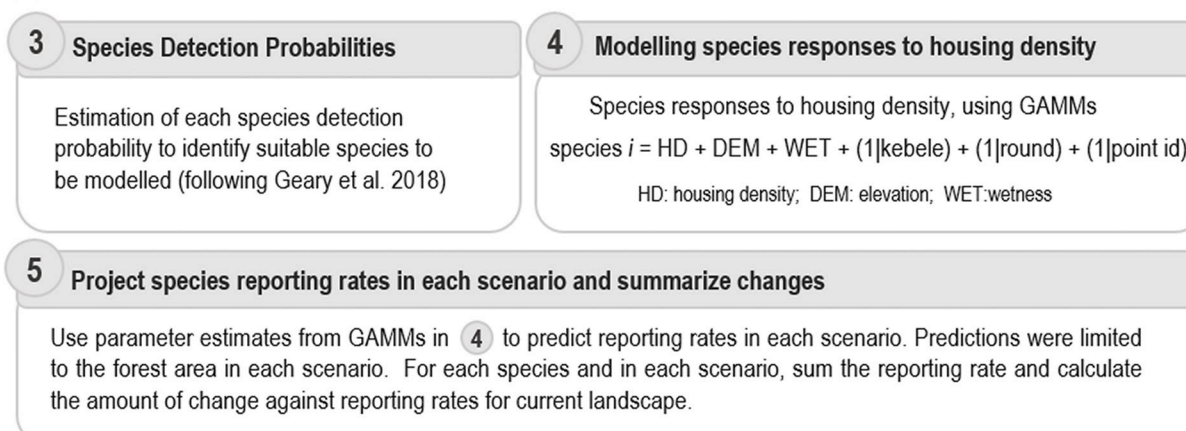 3 Species Detection Probabilities
Estimation of each species detection
probability to identify suitable species to
be modelled (following Geary et al. 2018)
4 Modelling species responses to housing density
Species responses to housing density, using GAMMs
species i = HD + DEM + WET + (1|kebele) + (1|round) + (1|point id)
HD: housing density; DEM: elevation; WET:wetness
5 Project species reporting rates in each scenario and summarize changes
Use parameter estimates from GAMMs in 4 to predict reporting rates in each scenario. Predictions were limited
to the forest area in each scenario. For each species and in each scenario, sum the reporting rate and calculate
the amount of change against reporting rates for current landscape.